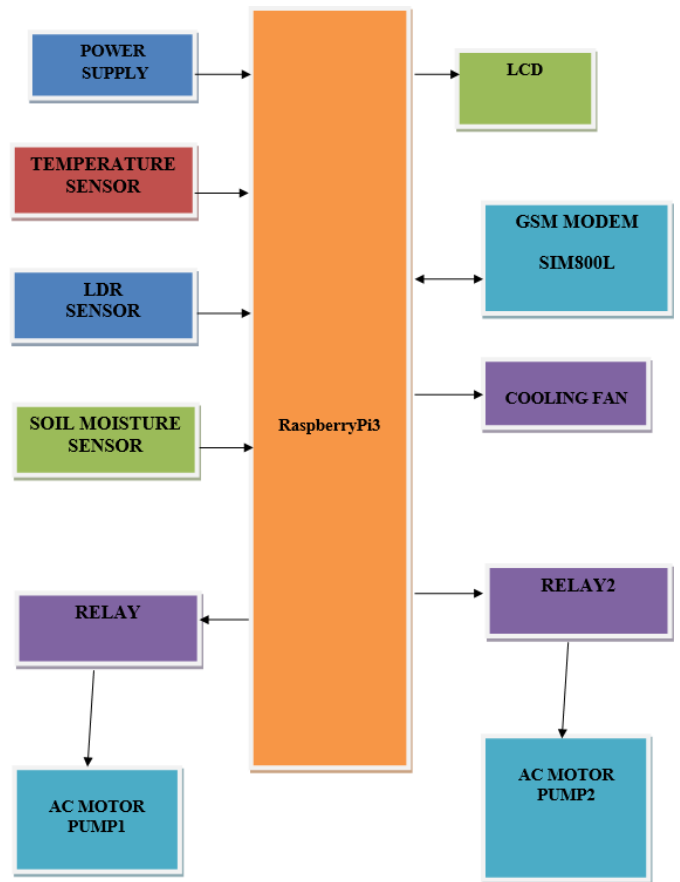 POWER
SUPPLY
LCD
TEMPERATURE
SENSOR
GSM MODEM
SIM800L
LDR
SENSOR
COOLING FAN
SOIL MOISTURE
SENSOR
RaspberryPi3
RELAY
RELAY2
AC MOTOR
PUMP1
AC MOTOR
PUMP2